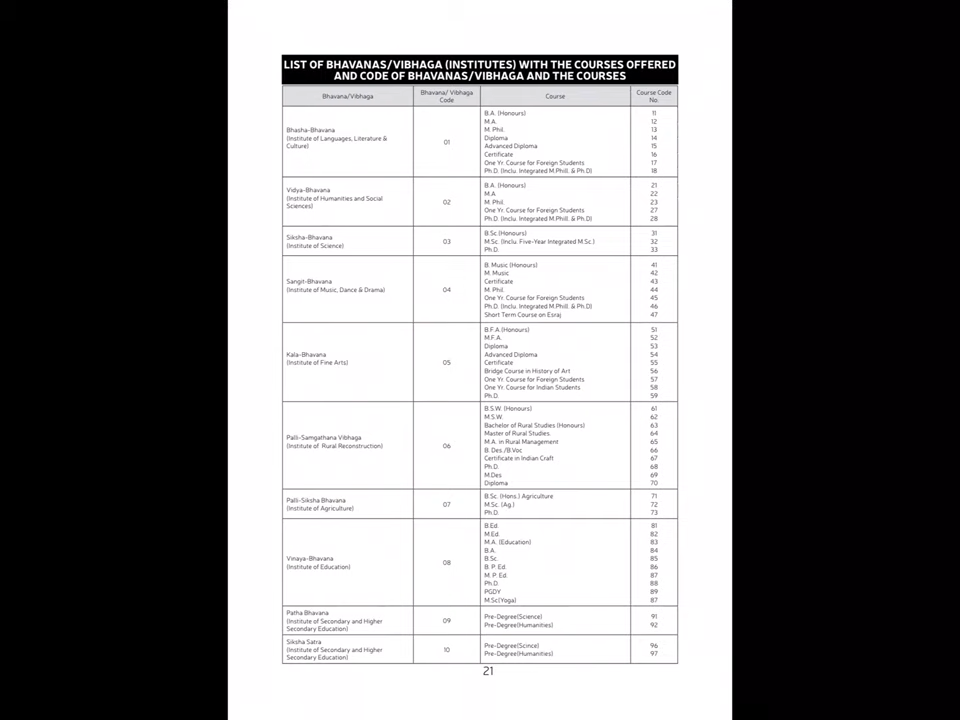 LIST OF BHAVANAS/VIBHAGA (INSTITUTES) WITH THE COURSES OFFERED
AND CODE OF BHAVANAS/VIBHAGA AND THE COURSES
Bhavana/Vibhaga
Bhavana/ Vibhaga
Code
Course
Course Code
No.
Bhasha-Bhavana
(Institute of Languages, Literature &
Culture)
01
B.A. (Honours) 11
M.A. 12
M. Phil. 13
Diploma 14
Advanced Diploma 15
Certificate 16
One Yr. Course for Foreign Students 17
Ph.D. (Inclu. Integrated M.Phill. & Ph.D) 18
Vidya-Bhavana
(Institute of Humanities and Social
Sciences)
02
B.A. (Honours) 21
M.A 22
M. Phil. 23
One Yr. Course for Foreign Students 27
Ph.D. (Inclu. Integrated M.Phill. & Ph.D) 28
Siksha-Bhavana
(Institute of Science)
03
B.Sc.(Honours) 31
M.Sc. (Inclu. Five-Year Integrated M.Sc.) 32
Ph.D. 33
Sangit-Bhavana
(Institute of Music, Dance & Drama)
04
B. Music (Honours) 41
M. Music 42
Certificate 43
M. Phil. 44
One Yr. Course for Foreign Students 45
Ph.D. (Inclu. Integrated M.Phill. & Ph.D) 46
Short Term Course on Esraj 47
Kala-Bhavana
(Institute of Fine Arts)
05
B.F.A (Honours) 51
M.F.A. 52
Diploma 53
Advanced Diploma 54
Certificate 55
Bridge Course in History of Art 56
One Yr. Course for Foreign Students 57
One Yr. Course for Indian Students 58
Ph.D. 59
Palli-Samgathana Vibhaga
(Institute of Rural Reconstruction)
06
B.S.W. (Honours) 61
M.S.W 62
Bachelor of Rural Studies (Honours) 63
Master of Rural Studies. 64
M.A. in Rural Management 65
B. Des./B.Voc 66
Certificate in Indian Craft 67
Ph.D. 68
M.Des 69
Diploma 70
Palli-Siksha Bhavana
(Institute of Agriculture)
07
B.Sc. (Hons.) Agriculture 71
M.Sc. (Ag.) 72
Ph.D. 73
Vinaya-Bhavana
(Institute of Education)
08
B.Ed. 81
M.Ed. 82
M.A. (Education) 83
B.A. 84
B.Sc. 85
B. P. Ed. 86
M. P. Ed. 87
Ph.D. 88
PGDY 89
M.Sc(Yoga) 87
Patha Bhavana
(Institute of Secondary and Higher
Secondary Education)
09
Pre-Degree(Science) 91
Pre-Degree(Humanities) 92
Siksha Satra
(Institute of Secondary and Higher
Secondary Education)
10
Pre-Degree(Scince) 96
Pre-Degree(Humanities) 97
21